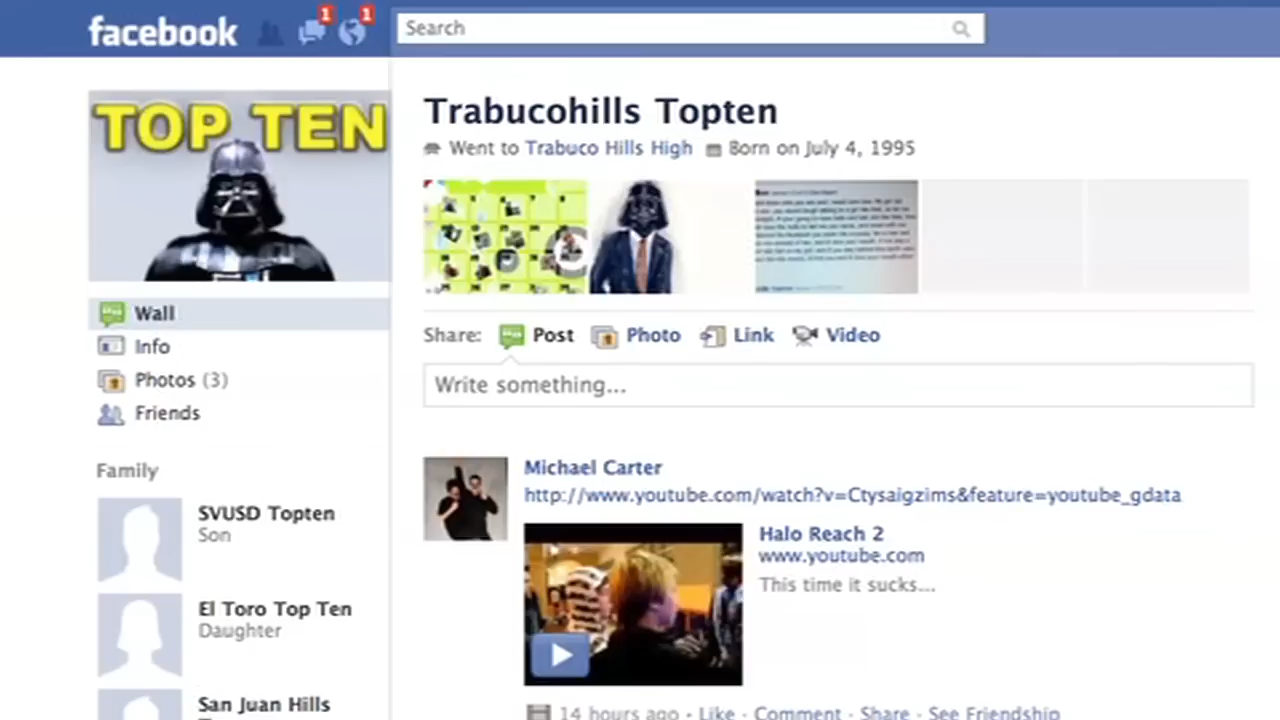 facebook
1
1
Search
TOP TEN
Trabucohills Topten
Went to Trabuco Hills High Born on July 4, 1995
Wall
Info
Photos (3)
Friends
Share: Post Photo Link Video
Write something...
Family
SVUSD Topten
Son
El Toro Top Ten
Daughter
San Juan Hills
Michael Carter
http://www.youtube.com/watch?v=Ctysaigzims&feature=youtube_gdata
Halo Reach 2
www.youtube.com
This time it sucks...
14 hours ago · Like · Comment · Share · See Friendship